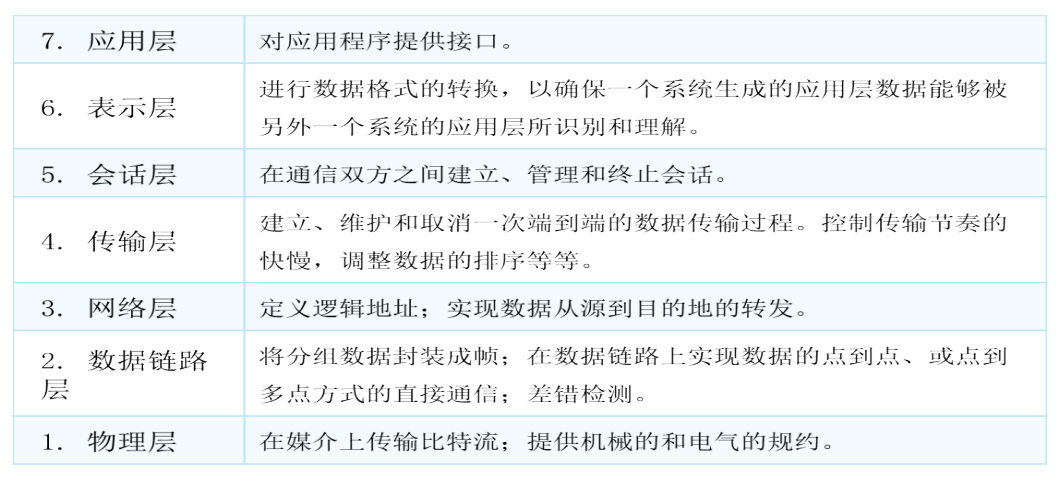 7. 应用层
对应用程序提供接口。
6. 表示层
进行数据格式的转换，以确保一个系统生成的应用层数据能够被
另外一个系统的应用层所识别和理解。
5. 会话层
在通信双方之间建立、管理和终止会话。
4. 传输层
建立、维护和取消一次端到端的数据传输过程。控制传输节奏的
快慢，调整数据的排序等等。
3. 网络层
定义逻辑地址；实现数据从源到目的地的转发。
2. 数据链路
层
将分组数据封装成帧；在数据链路上实现数据的点到点、或点到
多点方式的直接通信；差错检测。
1. 物理层
在媒介上传输比特流；提供机械的和电气的规约。